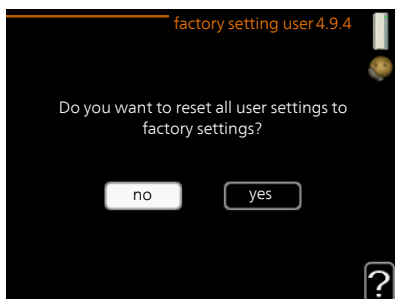 factory setting user 4.9.4
Do you want to reset all user settings to
factory settings?
no
yes
?